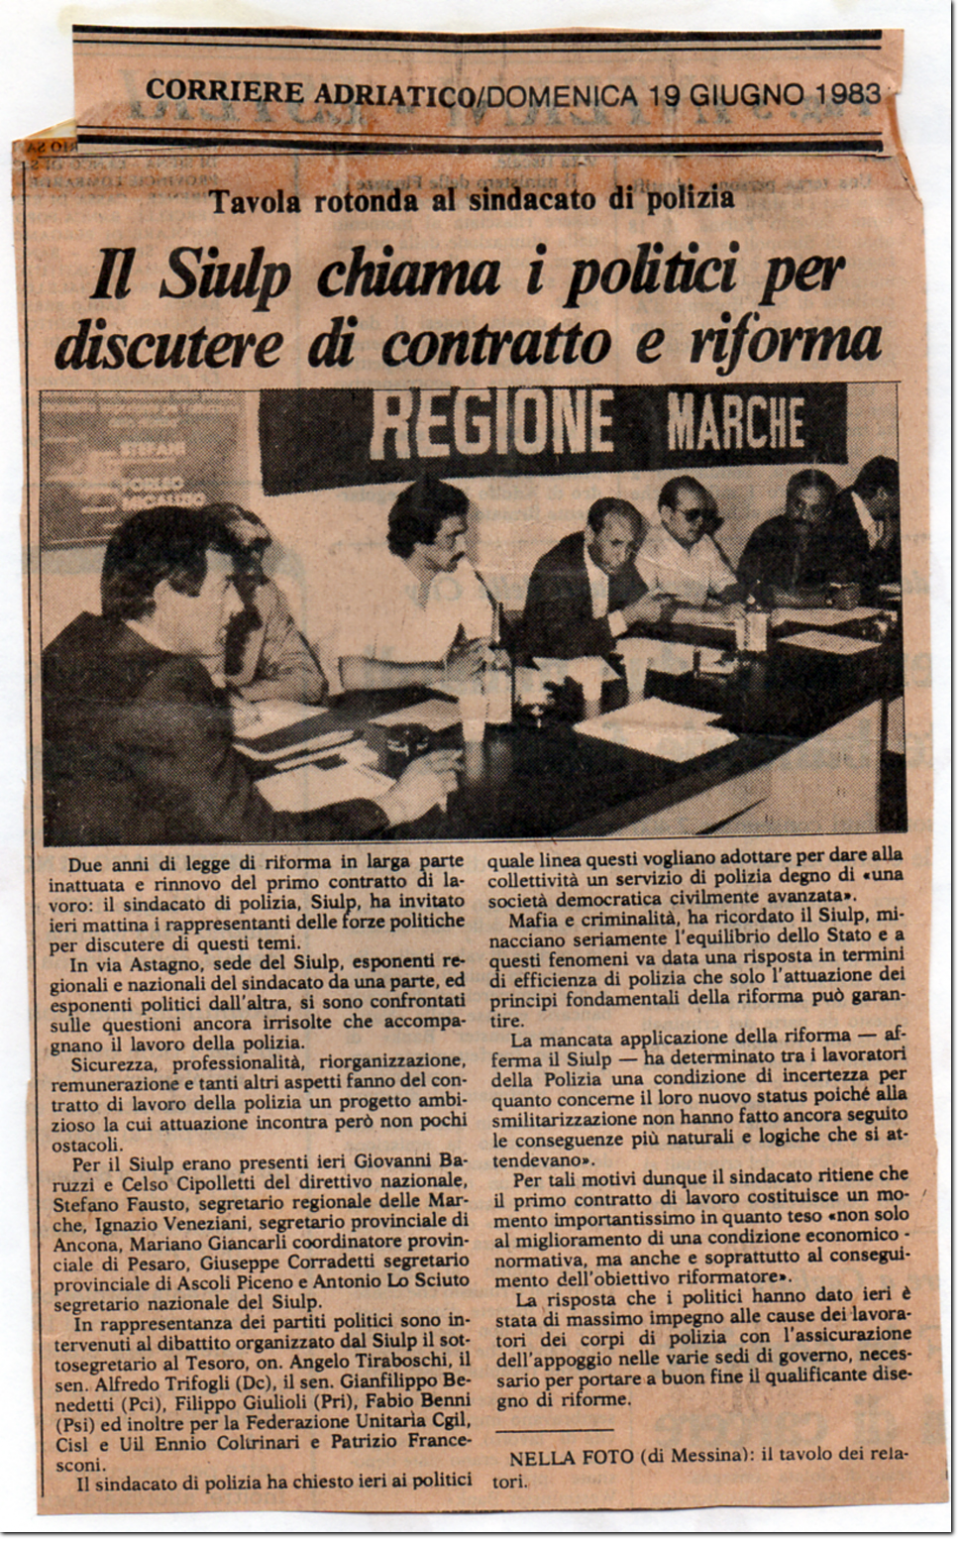 CORRIERE ADRIATICO/DOMENICA 19 GIUGNO 1983
Tavola rotonda al sindacato di polizia
Il Siulp chiama i politici per
discutere di contratto e riforma
REGIONE MARCHE
STEFANI
FORLEO
MICALIZIO
Due anni di legge di riforma in larga parte
inattuata e rinnovo del primo contratto di la-
voro: il sindacato di polizia, Siulp, ha invitato
ieri mattina i rappresentanti delle forze politiche
per discutere di questi temi.
In via Astagno, sede del Siulp, esponenti re-
gionali e nazionali del sindacato da una parte, ed
esponenti politici dall'altra, si sono confrontati
sulle questioni ancora irrisolte che accompa-
gnano il lavoro della polizia.
Sicurezza, professionalità, riorganizzazione,
remunerazione e tanti altri aspetti fanno del con-
tratto di lavoro della polizia un progetto ambi-
zioso la cui attuazione incontra però non pochi
ostacoli.
Per il Siulp erano presenti ieri Giovanni Ba-
ruzzi e Celso Cipolletti del direttivo nazionale,
Stefano Fausto, segretario regionale delle Mar-
che, Ignazio Veneziani, segretario provinciale di
Ancona, Mariano Giancarli coordinatore provin-
ciale di Pesaro, Giuseppe Corradetti segretario
provinciale di Ascoli Piceno e Antonio Lo Sciuto
segretario nazionale del Siulp.
In rappresentanza dei partiti politici sono in-
tervenuti al dibattito organizzato dal Siulp il sot-
tosegretario al Tesoro, on. Angelo Tiraboschi, il
sen. Alfredo Trifogli (Dc), il sen. Gianfilippo Be-
nedetti (Pci), Filippo Giulioli (Pri), Fabio Benni
(Psi) ed inoltre per la Federazione Unitaria Cgil,
Cisl e Uil Ennio Coltrinari e Patrizio France-
sconi.
Il sindacato di polizia ha chiesto ieri ai politici
quale linea questi vogliano adottare per dare alla
collettività un servizio di polizia degno di «una
società democratica civilmente avanzata».
Mafia e criminalità, ha ricordato il Siulp, mi-
nacciano seriamente l'equilibrio dello Stato e a
questi fenomeni va data una risposta in termini
di efficienza di polizia che solo l'attuazione dei
principi fondamentali della riforma può garan-
tire.
La mancata applicazione della riforma — af-
ferma il Siulp — ha determinato tra i lavoratori
della Polizia una condizione di incertezza per
quanto concerne il loro nuovo status poiché alla
smilitarizzazione non hanno fatto ancora seguito
le conseguenze più naturali e logiche che si at-
tendevano».
Per tali motivi dunque il sindacato ritiene che
il primo contratto di lavoro costituisce un mo-
mento importantissimo in quanto teso «non solo
al miglioramento di una condizione economico -
normativa, ma anche e soprattutto al consegui-
mento dell'obiettivo riformatore».
La risposta che i politici hanno dato ieri è
stata di massimo impegno alle cause dei lavora-
tori dei corpi di polizia con l'assicurazione
dell'appoggio nelle varie sedi di governo, neces-
sario per portare a buon fine il qualificante dise-
gno di riforme.
NELLA FOTO (di Messina): il tavolo dei rela-
tori.